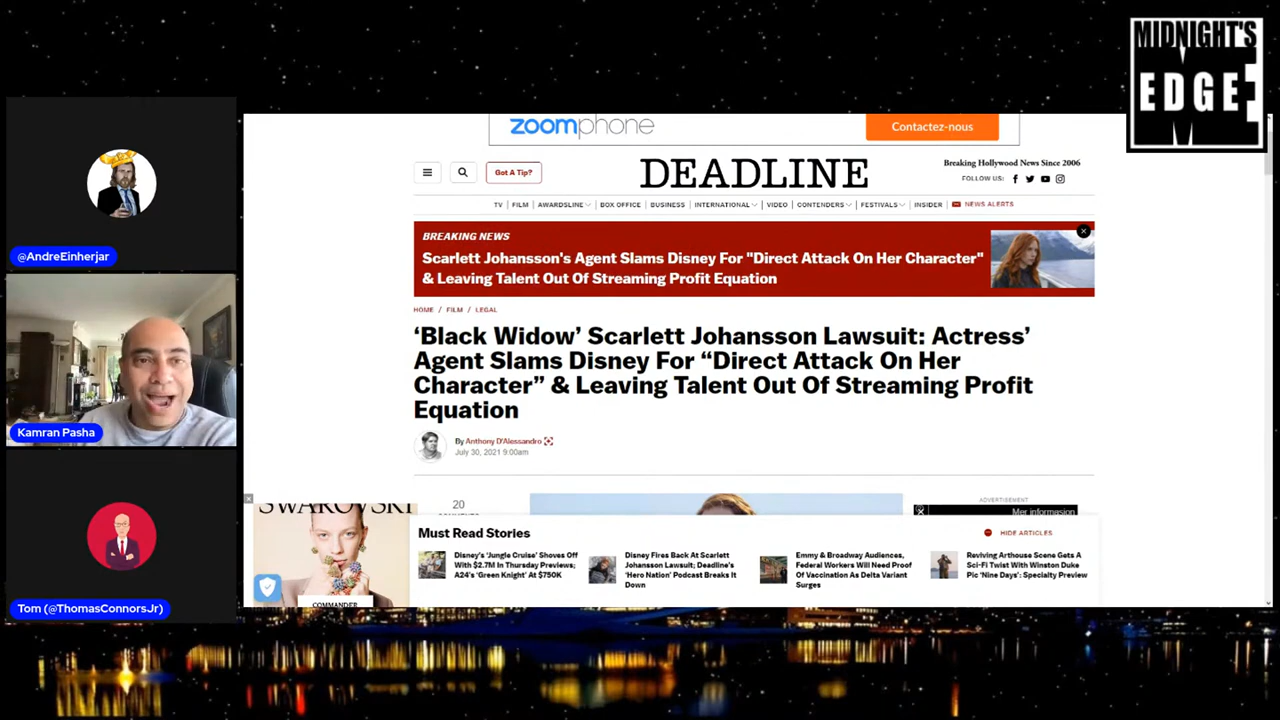 MIDNIGHT'S
EDGE
@AndreEinherjar
Kamran Pasha
Tom (@ThomasConnorsJr)
zoomphone
Contactez-nous
Got A Tip?
DEADLINE
Breaking Hollywood News Since 2006
FOLLOW US:
TV FILM AWARDSLINE BOX OFFICE BUSINESS INTERNATIONAL VIDEO CONTENDERS FESTIVALS INSIDER NEWS ALERTS
BREAKING NEWS
Scarlett Johansson's Agent Slams Disney For "Direct Attack On Her Character"
& Leaving Talent Out Of Streaming Profit Equation
HOME / FILM / LEGAL
‘Black Widow’ Scarlett Johansson Lawsuit: Actress’
Agent Slams Disney For “Direct Attack On Her
Character” & Leaving Talent Out Of Streaming Profit
Equation
By Anthony D'Alessandro
July 30, 2021 9:00am
20
ADVERTISEMENT
Mer informasjon
SWAROVSKI
COMMANDER
Must Read Stories
HIDE ARTICLES
Disney's 'Jungle Cruise' Shoves Off
With $2.7M In Thursday Previews;
A24's 'Green Knight' At $750K
Disney Fires Back At Scarlett
Johansson Lawsuit; Deadline's
'Hero Nation' Podcast Breaks It
Down
Emmy & Broadway Audiences,
Federal Workers Will Need Proof
Of Vaccination As Delta Variant
Surges
Reviving Arthouse Scene Gets A
Sci-Fi Twist With Winston Duke
Pic 'Nine Days': Specialty Preview